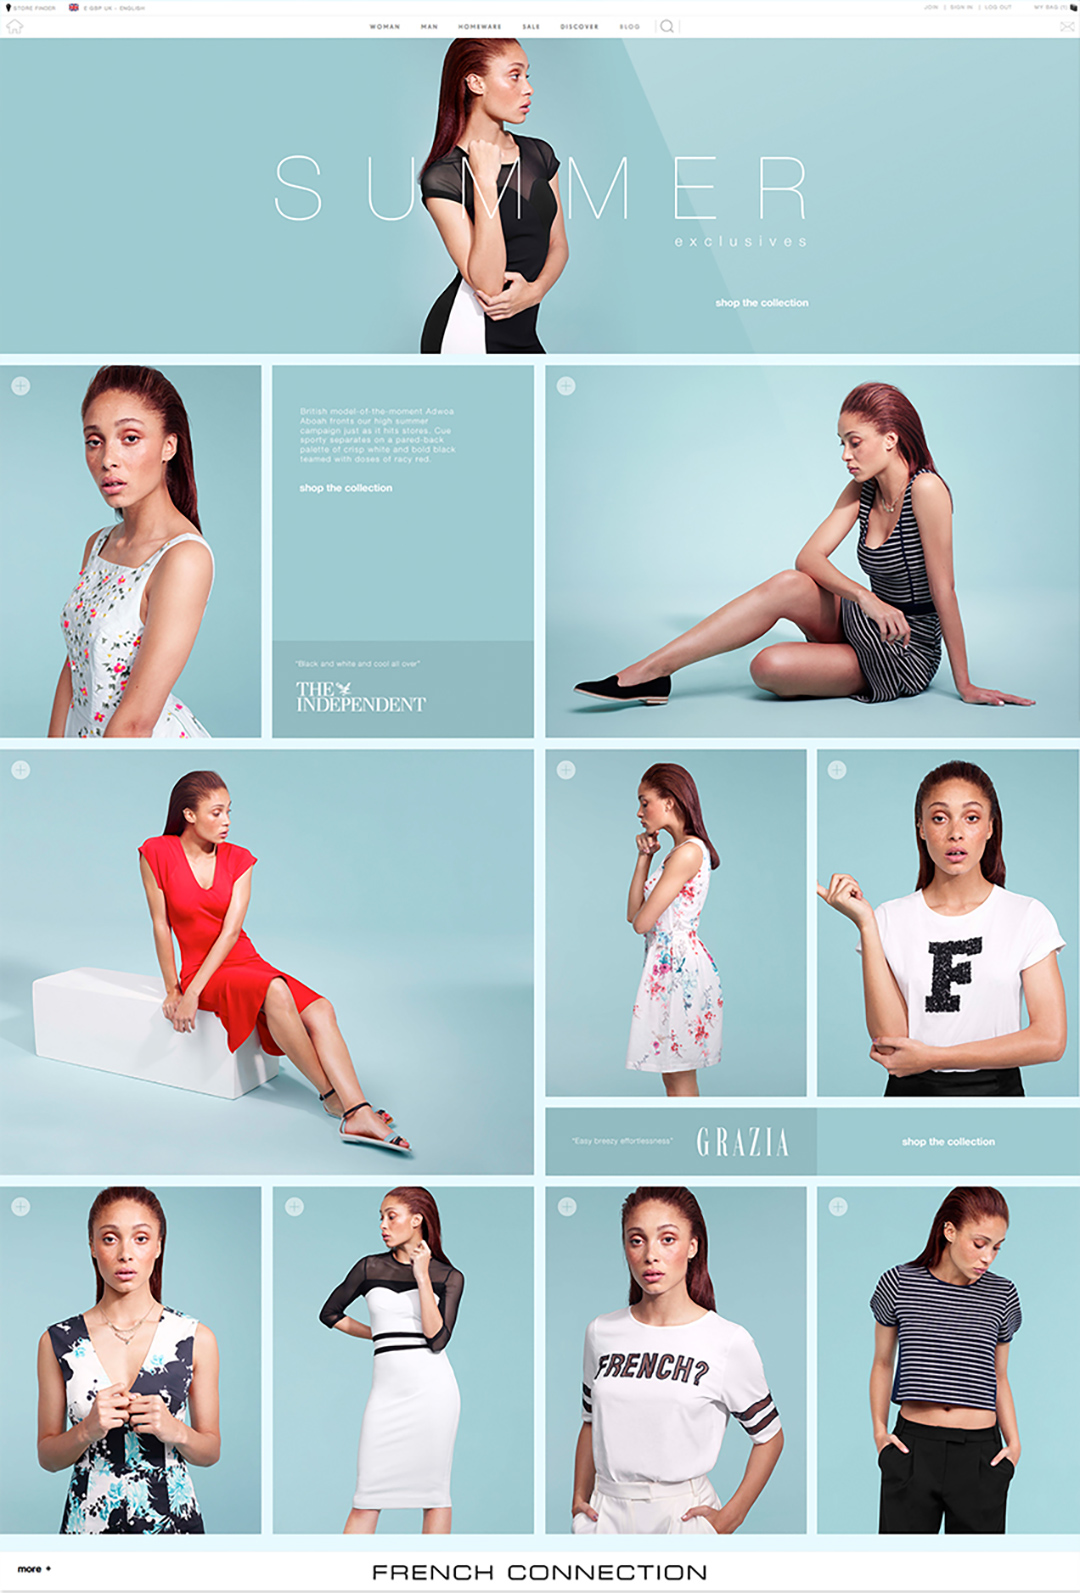 STORE FINDER
£ GBP UK - ENGLISH
JOIN | SIGN IN | LOG OUT
MY BAG (1)
WOMAN MAN HOMEWARE SALE DISCOVER BLOG
SUMMER
exclusives
shop the collection
British model-of-the-moment Adwoa
Aboah fronts our high summer
campaign just as it hits stores. Cue
sporty separates on a pared-back
palette of crisp white and bold black
teamed with doses of racy red.
shop the collection
"Black and white and cool all over"
THE
INDEPENDENT
F
"Easy breezy effortlessness"
GRAZIA
shop the collection
FRENCH?
more +
FRENCH CONNECTION